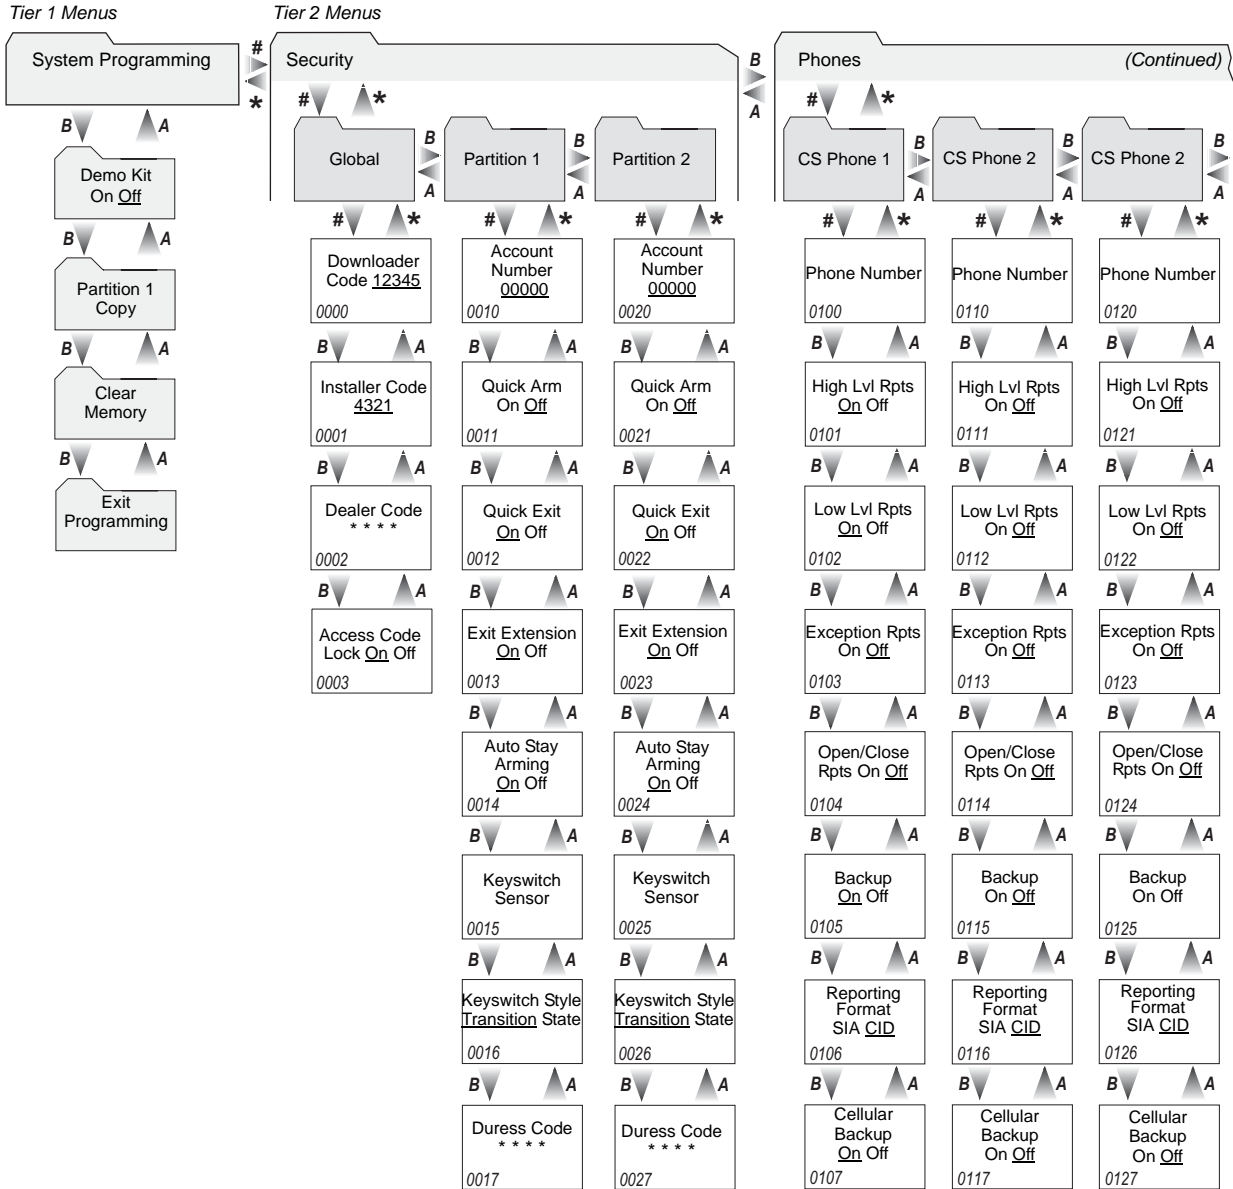 Tier 1 Menus
Tier 2 Menus
System Programming
#
*
Security
B
A
Phones
(Continued)
B
A
Demo Kit
On Off
B
A
Partition 1
Copy
B
A
Clear
Memory
B
A
Exit
Programming
#
*
Global
B
A
Partition 1
B
A
Partition 2
#
*
CS Phone 1
B
A
CS Phone 2
B
A
CS Phone 2
B
A
#
*
Downloader
Code 12345
0000
B
A
Installer Code
4321
0001
B
A
Dealer Code
* * * *
0002
B
A
Access Code
Lock On Off
0003
#
*
Account
Number
00000
0010
B
A
Quick Arm
On Off
0011
B
A
Quick Exit
On Off
0012
B
A
Exit Extension
On Off
0013
B
A
Auto Stay
Arming
On Off
0014
B
A
Keyswitch
Sensor
0015
B
A
Keyswitch Style
Transition State
0016
B
A
Duress Code
* * * *
0017
#
*
Account
Number
00000
0020
B
A
Quick Arm
On Off
0021
B
A
Quick Exit
On Off
0022
B
A
Exit Extension
On Off
0023
B
A
Auto Stay
Arming
On Off
0024
B
A
Keyswitch
Sensor
0025
B
A
Keyswitch Style
Transition State
0026
B
A
Duress Code
* * * *
0027
#
*
Phone Number
0100
B
A
High Lvl Rpts
On Off
0101
B
A
Low Lvl Rpts
On Off
0102
B
A
Exception Rpts
On Off
0103
B
A
Open/Close
Rpts On Off
0104
B
A
Backup
On Off
0105
B
A
Reporting
Format
SIA CID
0106
B
A
Cellular
Backup
On Off
0107
#
*
Phone Number
0110
B
A
High Lvl Rpts
On Off
0111
B
A
Low Lvl Rpts
On Off
0112
B
A
Exception Rpts
On Off
0113
B
A
Open/Close
Rpts On Off
0114
B
A
Backup
On Off
0115
B
A
Reporting
Format
SIA CID
0116
B
A
Cellular
Backup
On Off
0117
#
*
Phone Number
0120
B
A
High Lvl Rpts
On Off
0121
B
A
Low Lvl Rpts
On Off
0122
B
A
Exception Rpts
On Off
0123
B
A
Open/Close
Rpts On Off
0124
B
A
Backup
On Off
0125
B
A
Reporting
Format
SIA CID
0126
B
A
Cellular
Backup
On Off
0127